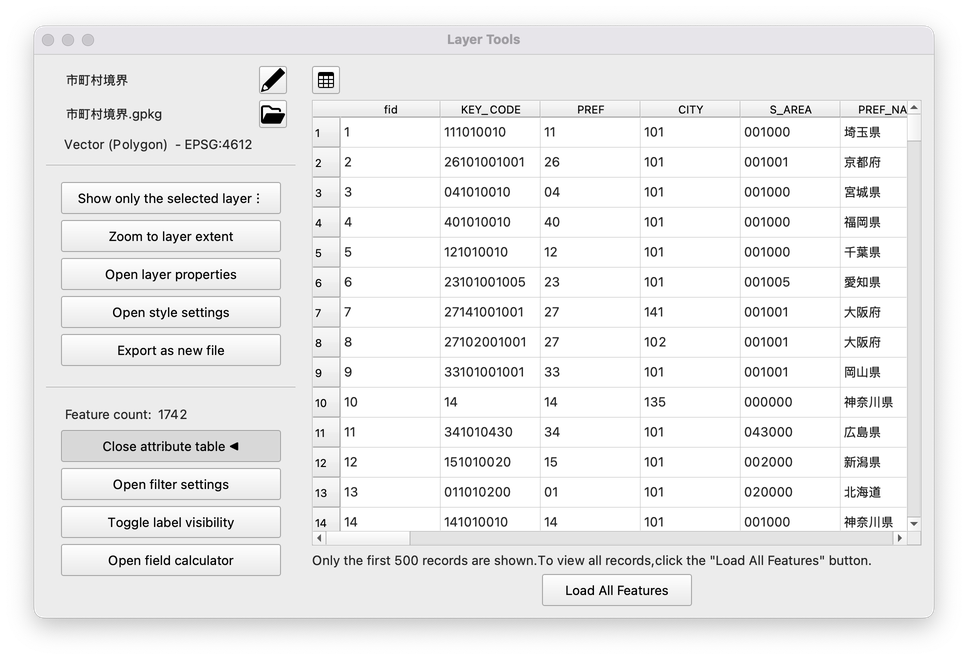 Layer Tools
市町村境界
市町村境界.gpkg
Vector (Polygon) - EPSG:4612
Show only the selected layer ⋮
Zoom to layer extent
Open layer properties
Open style settings
Export as new file
Feature count: 1742
Close attribute table ◀
Open filter settings
Toggle label visibility
Open field calculator
fid KEY_CODE PREF CITY S_AREA PREF_NA
1 1 111010010 11 101 001000 埼玉県
2 2 26101001001 26 101 001001 京都府
3 3 041010010 04 101 001000 宮城県
4 4 401010010 40 101 001000 福岡県
5 5 121010010 12 101 001000 千葉県
6 6 23101001005 23 101 001005 愛知県
7 7 27141001001 27 141 001001 大阪府
8 8 27102001001 27 102 001001 大阪府
9 9 33101001001 33 101 001001 岡山県
10 10 14 14 135 000000 神奈川県
11 11 341010430 34 101 043000 広島県
12 12 151010020 15 101 002000 新潟県
13 13 011010200 01 101 020000 北海道
14 14 141010010 14 101 001000 神奈川県
Only the first 500 records are shown.To view all records,click the "Load All Features" button.
Load All Features